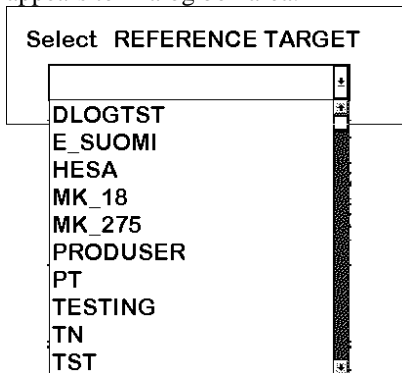 Select REFERENCE TARGET
DLOGTST
E_SUOMI
HESA
MK_18
MK_275
PRODUSER
PT
TESTING
TN
TST